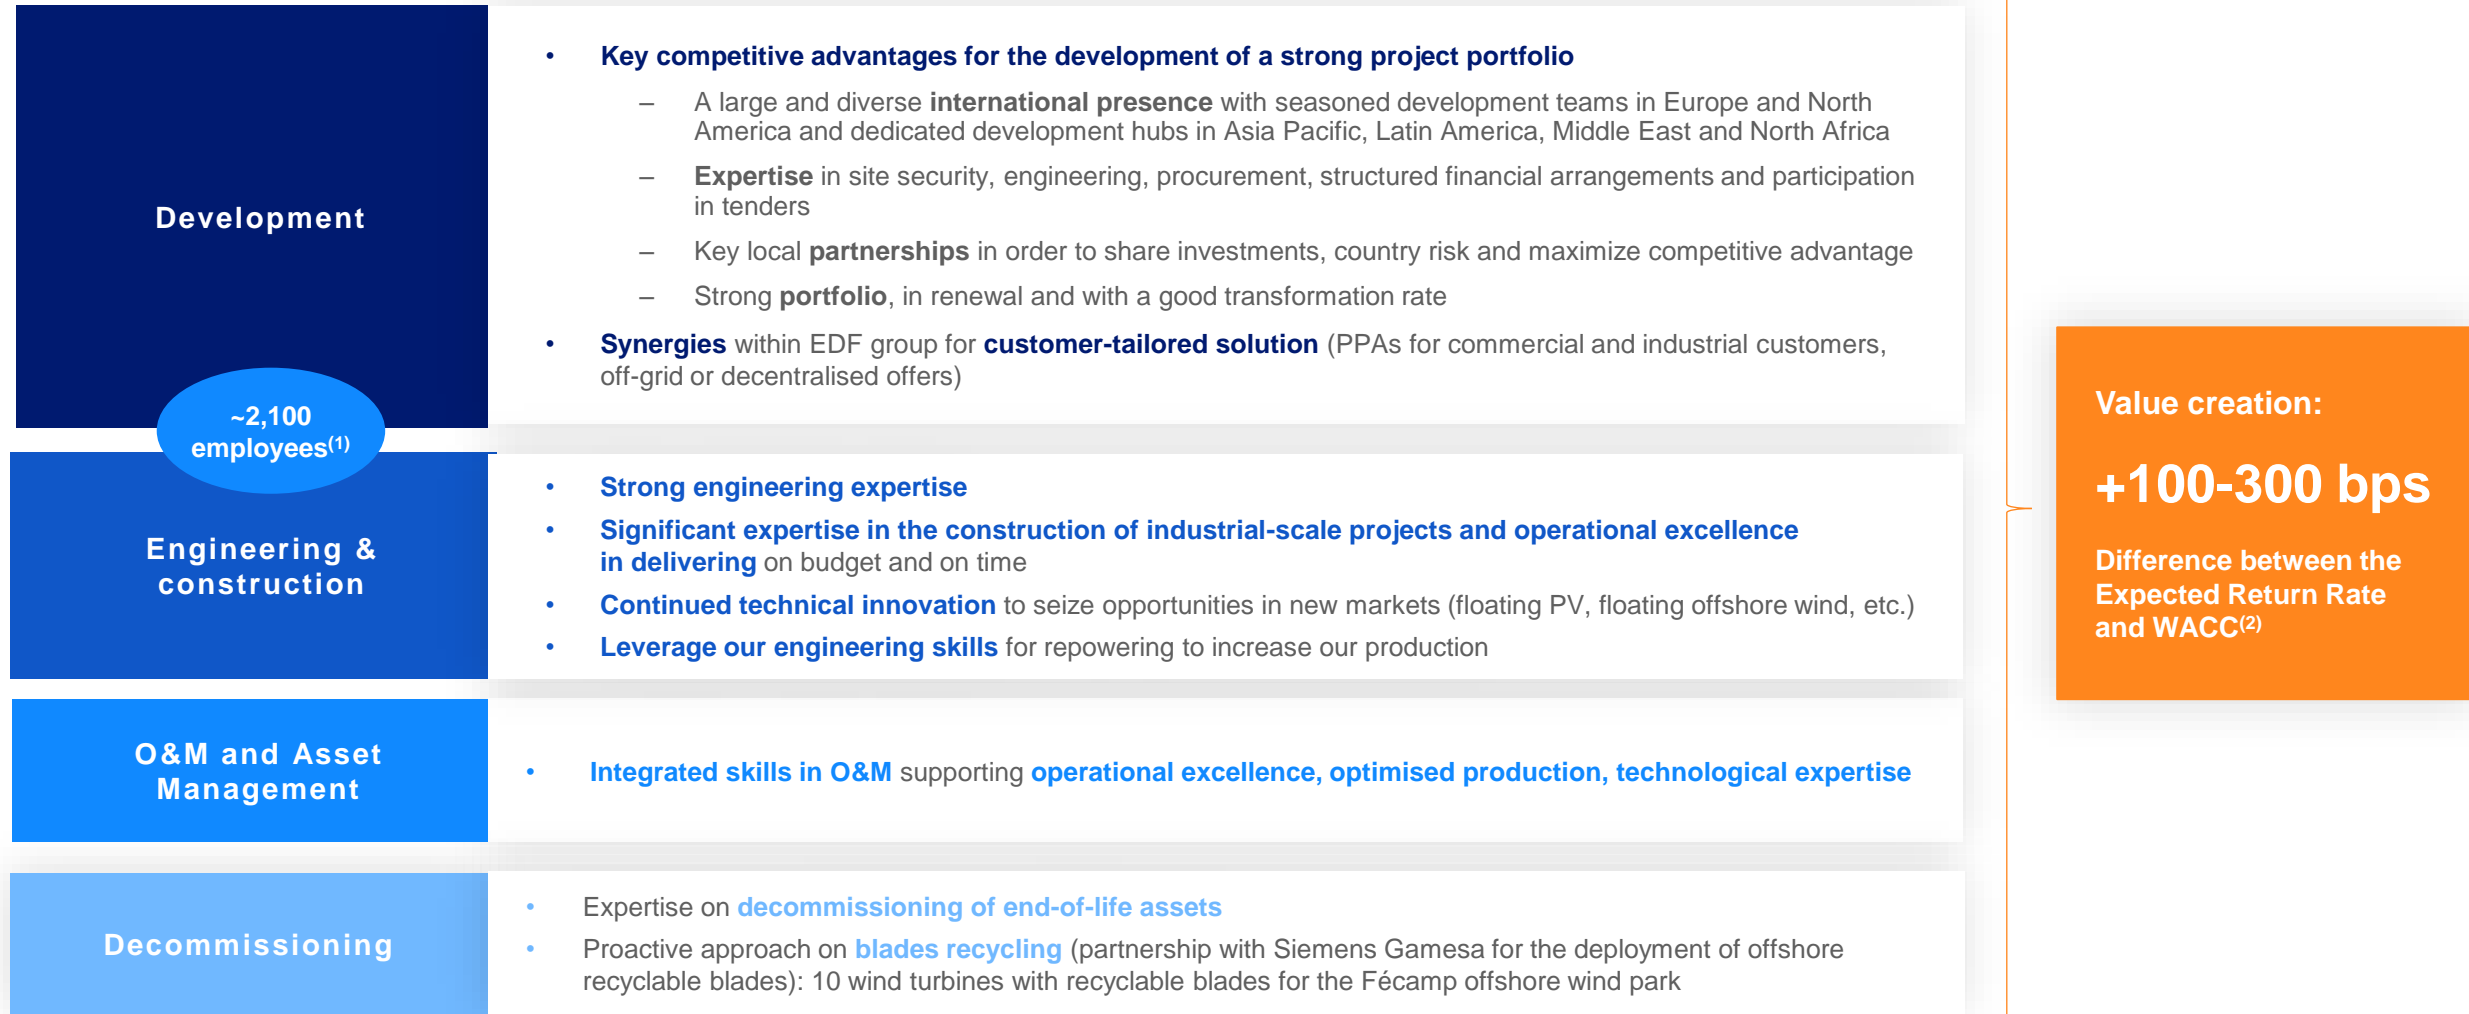 Development
• Key competitive advantages for the development of a strong project portfolio
– A large and diverse international presence with seasoned development teams in Europe and North
America and dedicated development hubs in Asia Pacific, Latin America, Middle East and North Africa
– Expertise in site security, engineering, procurement, structured financial arrangements and participation
in tenders
– Key local partnerships in order to share investments, country risk and maximize competitive advantage
– Strong portfolio, in renewal and with a good transformation rate
• Synergies within EDF group for customer-tailored solution (PPAs for commercial and industrial customers,
off-grid or decentralised offers)
~2,100
employees(1)
Engineering &
construction
• Strong engineering expertise
• Significant expertise in the construction of industrial-scale projects and operational excellence
in delivering on budget and on time
• Continued technical innovation to seize opportunities in new markets (floating PV, floating offshore wind, etc.)
• Leverage our engineering skills for repowering to increase our production
O&M and Asset
Management
• Integrated skills in O&M supporting operational excellence, optimised production, technological expertise
Decommissioning
• Expertise on decommissioning of end-of-life assets
• Proactive approach on blades recycling (partnership with Siemens Gamesa for the deployment of offshore
recyclable blades): 10 wind turbines with recyclable blades for the Fécamp offshore wind park
Value creation:
+100-300 bps
Difference between the
Expected Return Rate
and WACC(2)